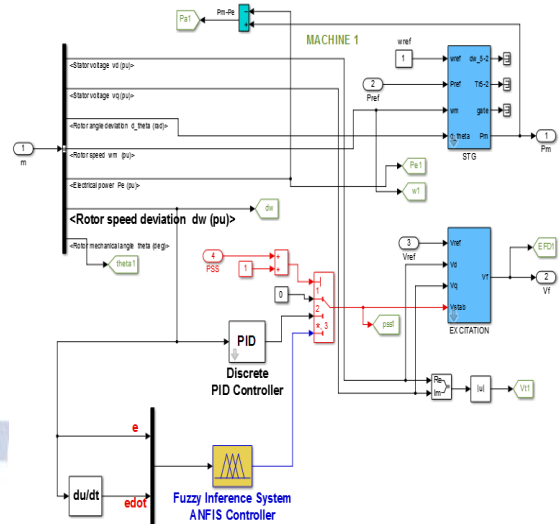 Pa1
Pm-Pe
MACHINE 1
wref
1
wref
dw_5-2
<Stator voltage vd (pu)>
2
Pref
Pref
Tr5-2
<Stator voltage vq (pu)>
wm
gate
<Rotor angle deviation d_theta (rad)>
d_theta
Pm
1
Pm
STG
1
m
<Rotor speed wm (pu)>
Pe1
<Electrical power Pe (pu)>
w1
dw
<Rotor speed deviation dw (pu)>
<Rotor mechanical angle theta (deg)>
theta1
4
PSS
1
3
Vref
Vref
Vd
Vq
Vstab
VT
EFD1
2
Vf
EXCITATION
0
1
2
*, 3
pss1
PID
Discrete
PID Controller
Re
Im
|u|
Vt1
e
du/dt
edot
Fuzzy Inference System
ANFIS Controller